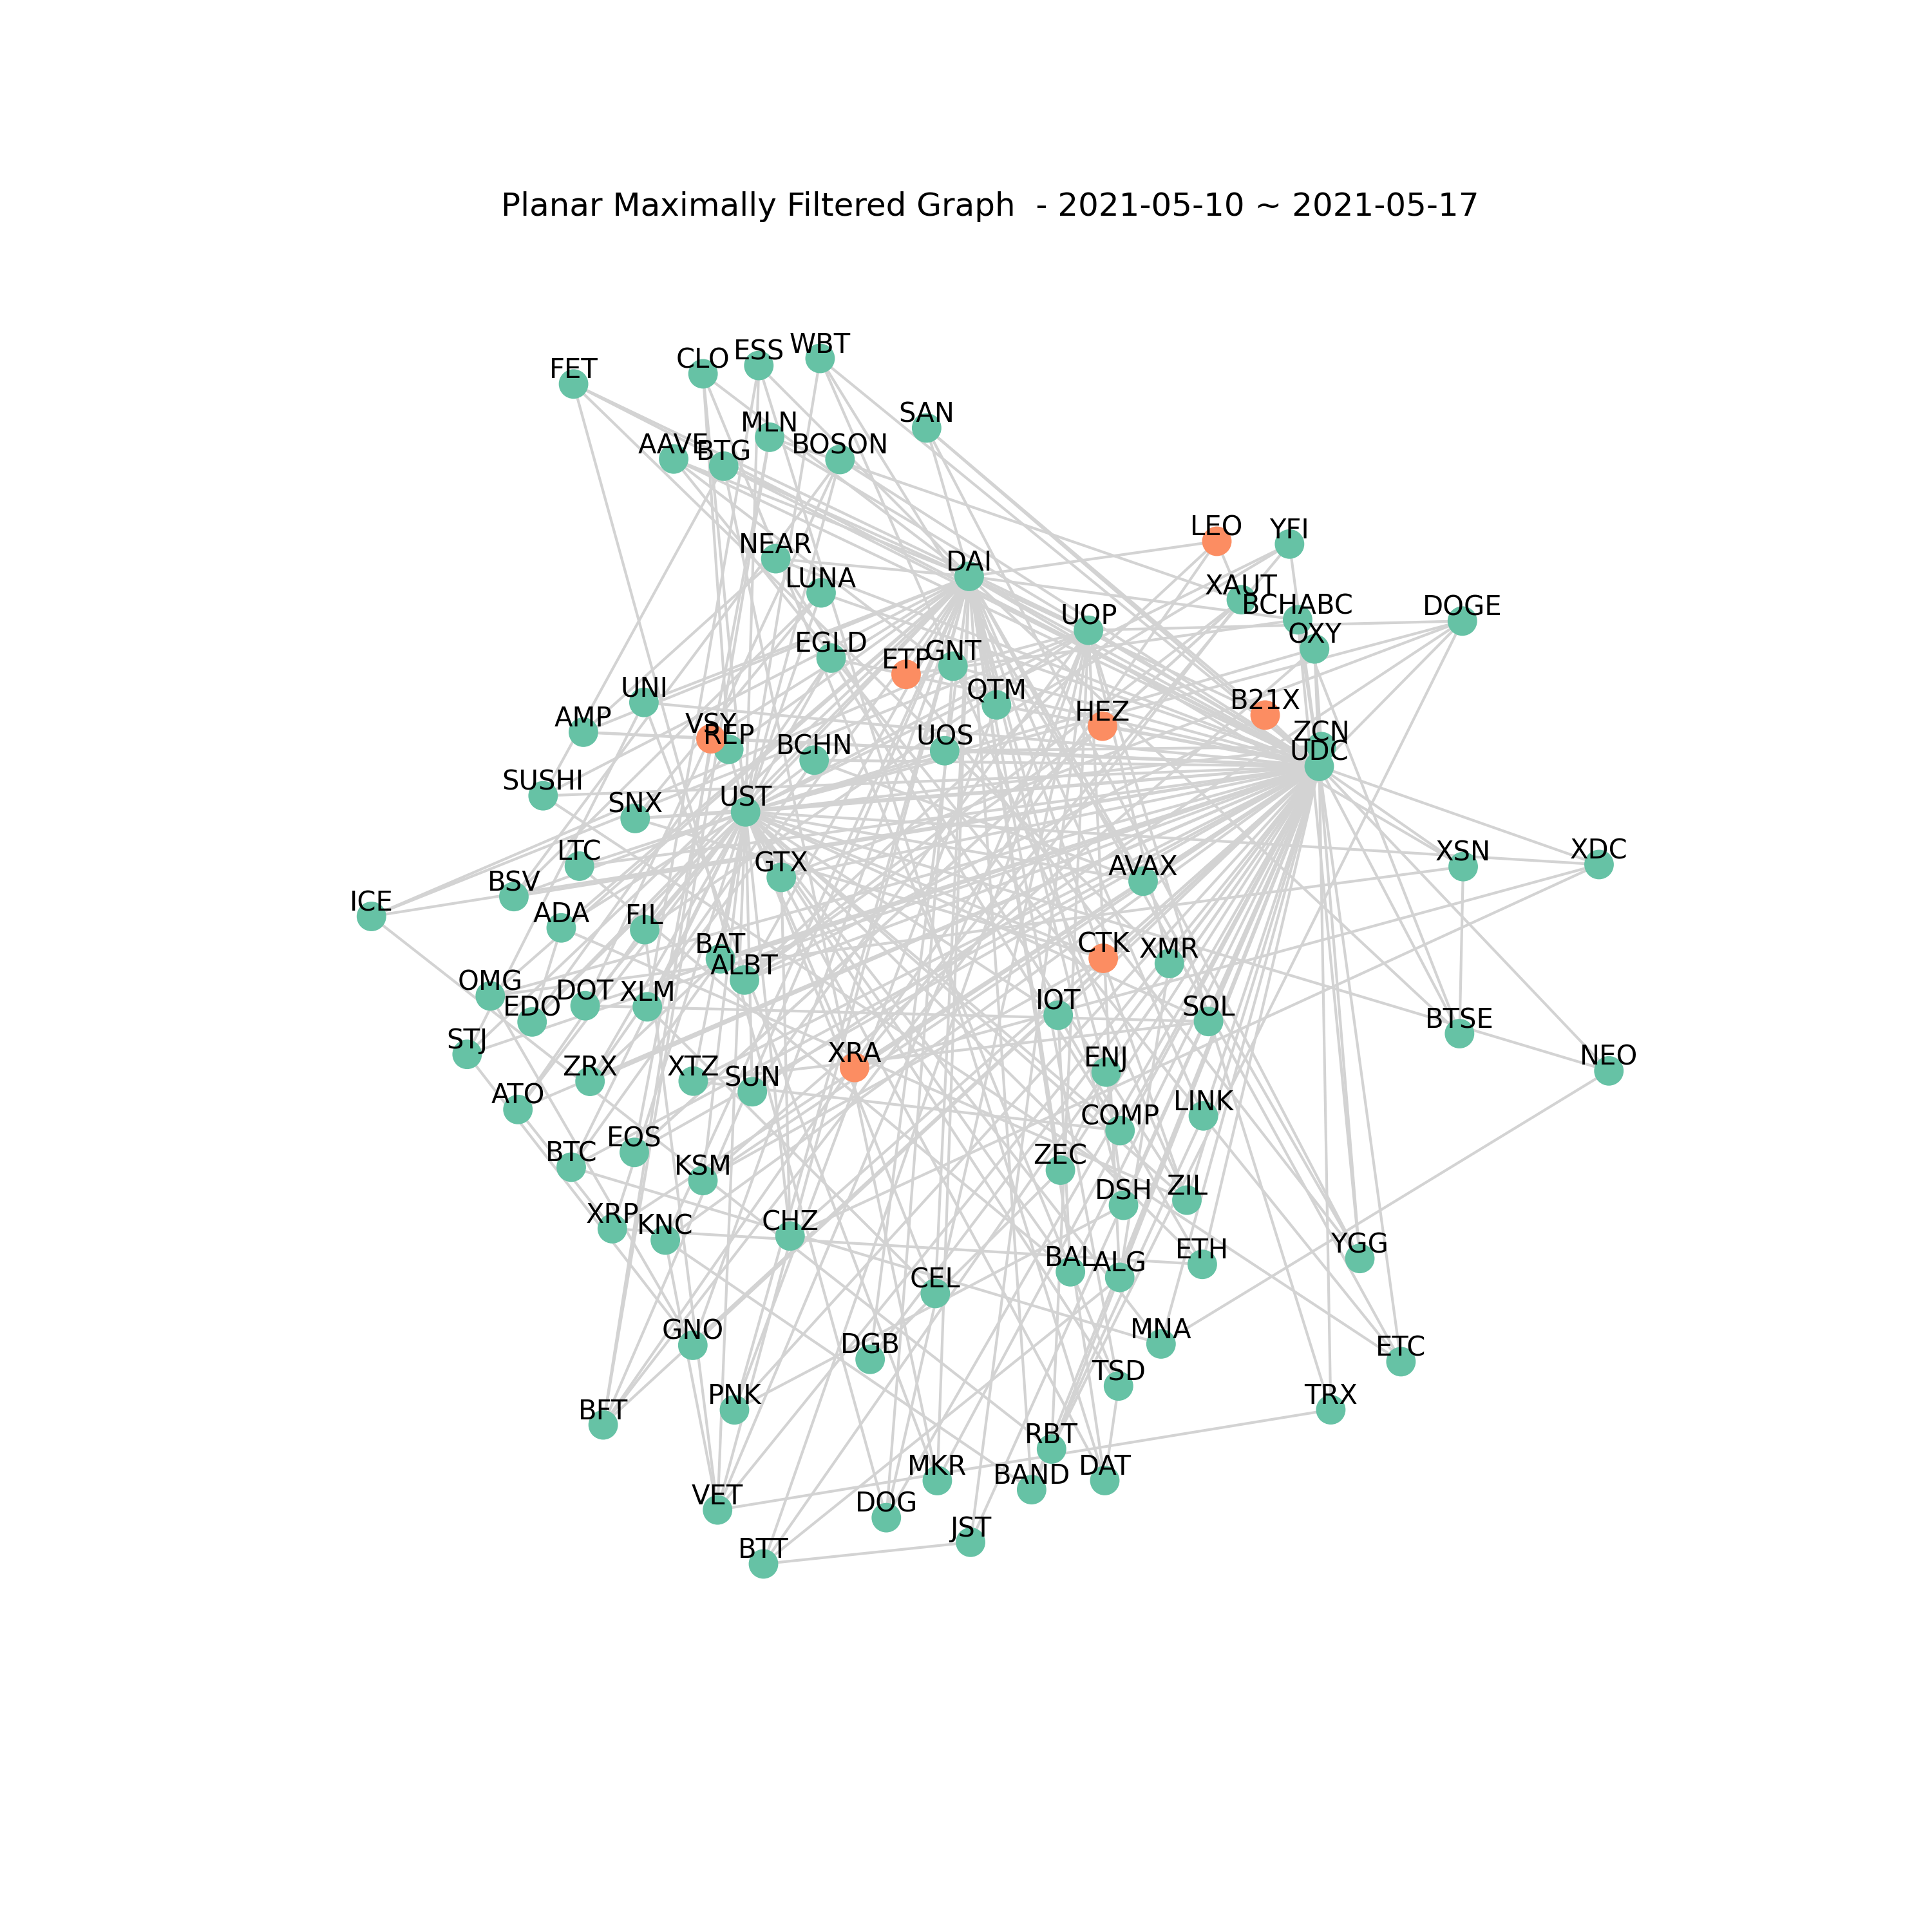 Planar Maximally Filtered Graph  - 2021-05-10 ~ 2021-05-17
WBT
ESS
CLO
FET
SAN
MLN
AAVE
BTG
BOSON
LEO
YFI
NEAR
DAI
LUNA
XAUT
BCHABC
DOGE
UOP
OXY
EGLD
GNT
ETP
UNI
QTM
B21X
AMP
HEZ
VSY
REP
ZCN
UOS
BCHN
UDC
SUSHI
UST
SNX
LTC
XSN
XDC
GTX
AVAX
BSV
ICE
ADA
FIL
BAT
CTK
XMR
ALBT
OMG
DOT
XLM
EDO
IOT
SOL
BTSE
STJ
XRA
NEO
ENJ
ZRX
XTZ
SUN
ATO
COMP
LINK
EOS
BTC
ZEC
KSM
DSH
ZIL
XRP
KNC
CHZ
YGG
ETH
BAL
ALG
CEL
GNO
DGB
MNA
ETC
TSD
PNK
TRX
BFT
RBT
MKR
BAND
DAT
VET
DOG
JST
BTT